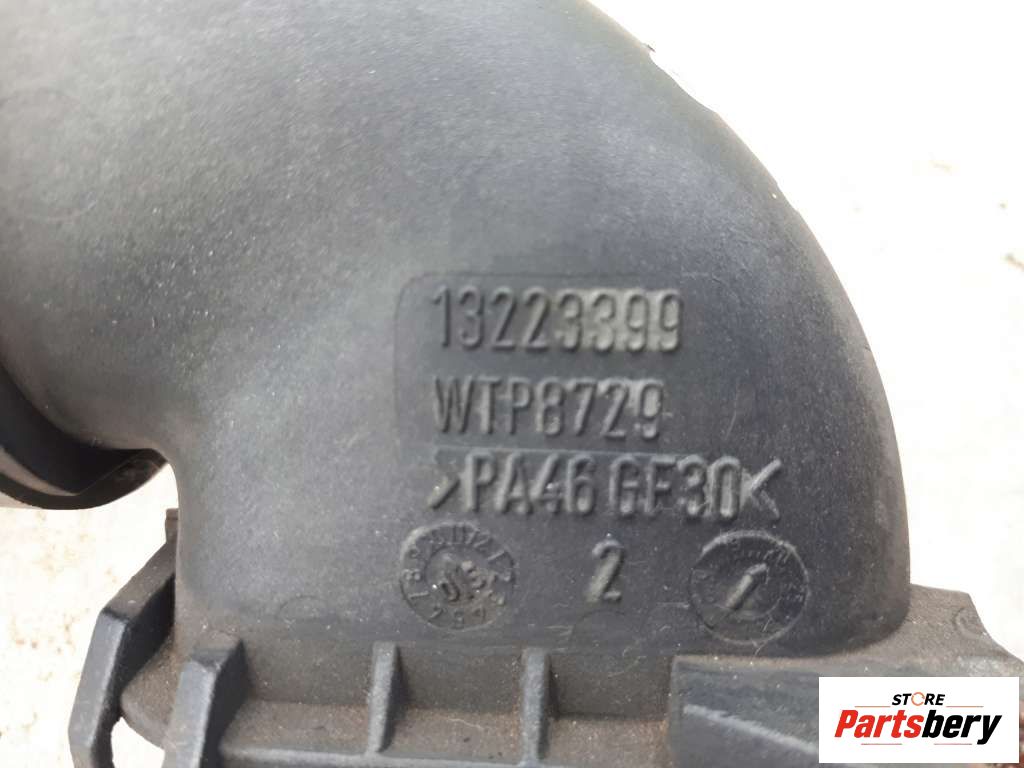 13223399
WTP8729
>PA46 GF30<
2
STORE
Partsbery